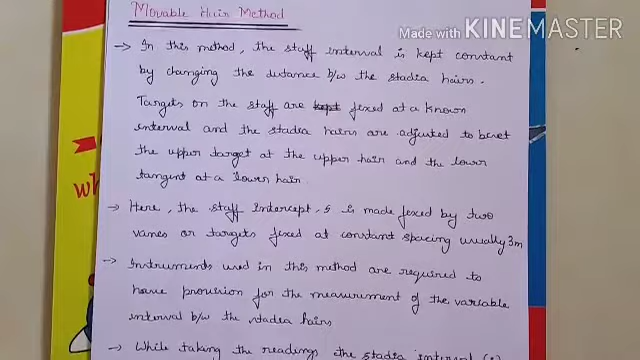 Made with KINEMASTER
Movable Hair Method
→ In this method, the staff interval is kept constant
by changing the distance b/w the stadia hairs.
Targets on the staff are kept fixed at a known
interval and the stadia hairs are adjusted to bisect
the upper target at the upper hair and the lower
tangent at a lower hair.
→ Here, the staff intercept, s is made fixed by two
vanes or targets fixed at constant spacing usually 3m
→ Instruments used in this method are required to
have provision for the measurement of the variable
interval b/w the stadia hairs
→ While taking the readings the stadia interval (i)